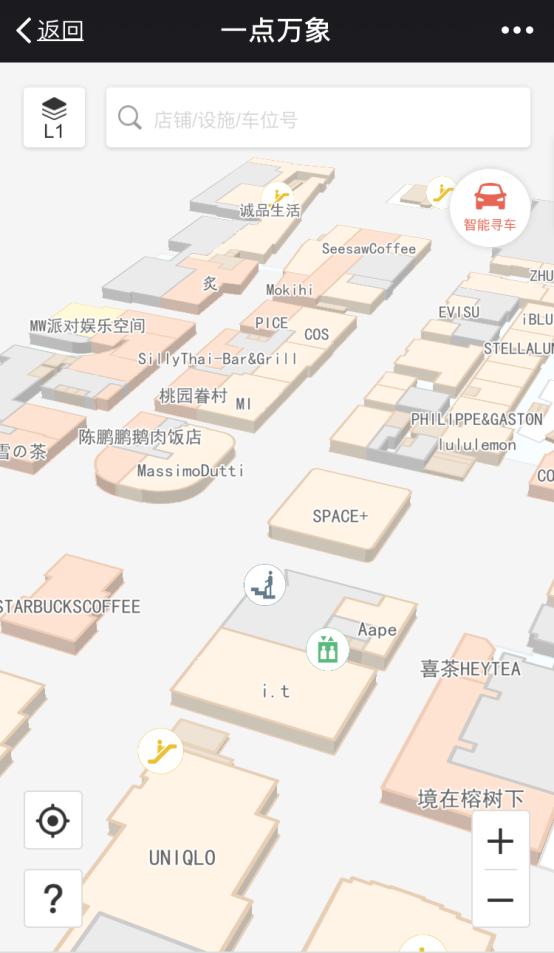 返回
一点万象
L1
店铺/设施/车位号
智能寻车
诚品生活
SeesawCoffee
炙
Mokihi
ZHU
EVISU
iBLU
MW派对娱乐空间
PICE
COS
STELLALUN
SillyThai-Bar&Grill
桃园眷村
MI
PHILIPPE&GASTON
陈鹏鹏鹅肉饭店
lululemon
雪の茶
MassimoDutti
CO
SPACE+
STARBUCKSCOFFEE
Aape
喜茶HEYTEA
i.t
境在榕树下
UNIQLO
?